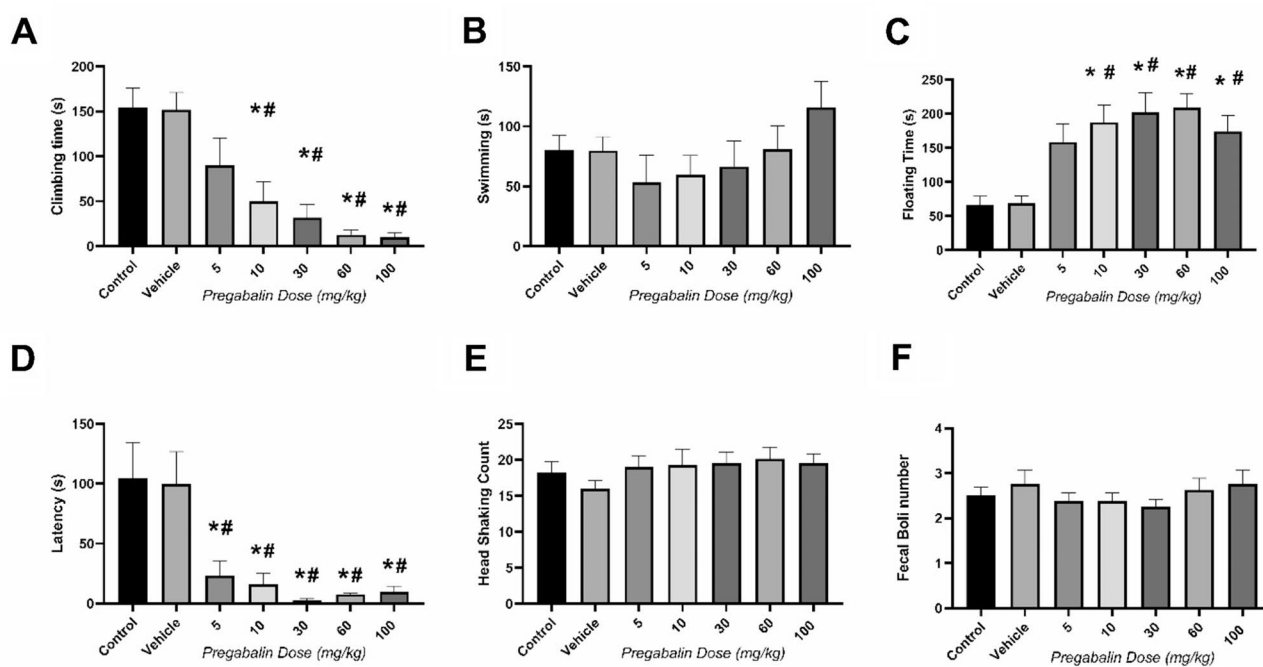 A
Climbing time (s)
200
150
100
50
0
*#
*#
*#
*#
Control
Vehicle
5
10
30
60
100
Pregabalin Dose (mg/kg)
B
Swimming (s)
150
100
50
0
Control
Vehicle
5
10
30
60
100
Pregabalin Dose (mg/kg)
C
Floating Time (s)
250
200
150
100
50
0
* #
* #
*#
* #
Control
Vehicle
5
10
30
60
100
Pregabalin Dose (mg/kg)
D
Latency (s)
150
100
50
0
*#
*#
*#
*#
*#
Control
Vehicle
5
10
30
60
100
Pregabalin Dose (mg/kg)
E
Head Shaking Count
25
20
15
10
5
0
Control
Vehicle
5
10
30
60
100
Pregabalin Dose (mg/kg)
F
Fecal Boli number
4
3
2
1
0
Control
Vehicle
5
10
30
60
100
Pregabalin Dose (mg/kg)